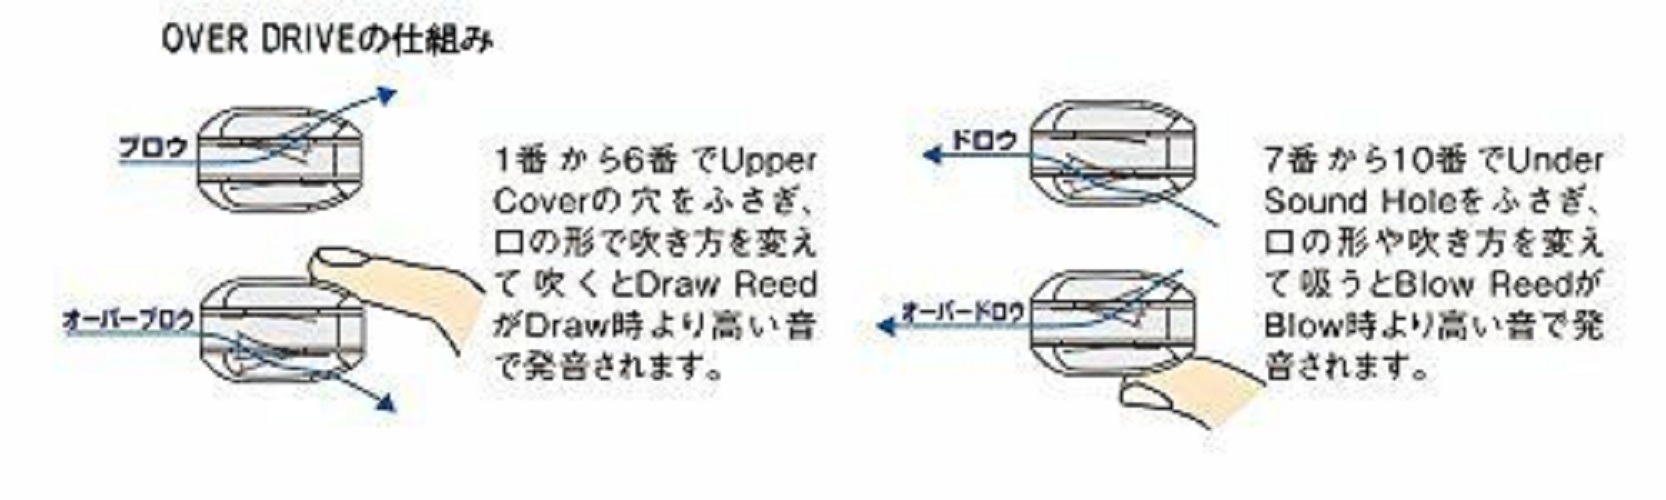 OVER DRIVEの仕組み
ブロウ
オーバーブロウ
1番から6番でUpper
Coverの穴をふさぎ、
口の形で吹き方を変え
て吹くとDraw Reed
がDraw時より高い音
で発音されます。
ドロウ
オーバードロウ
7番から10番でUnder
Sound Holeをふさぎ、
口の形や吹き方を変え
て吸うとBlow Reedが
Blow時より高い音で発
音されます。